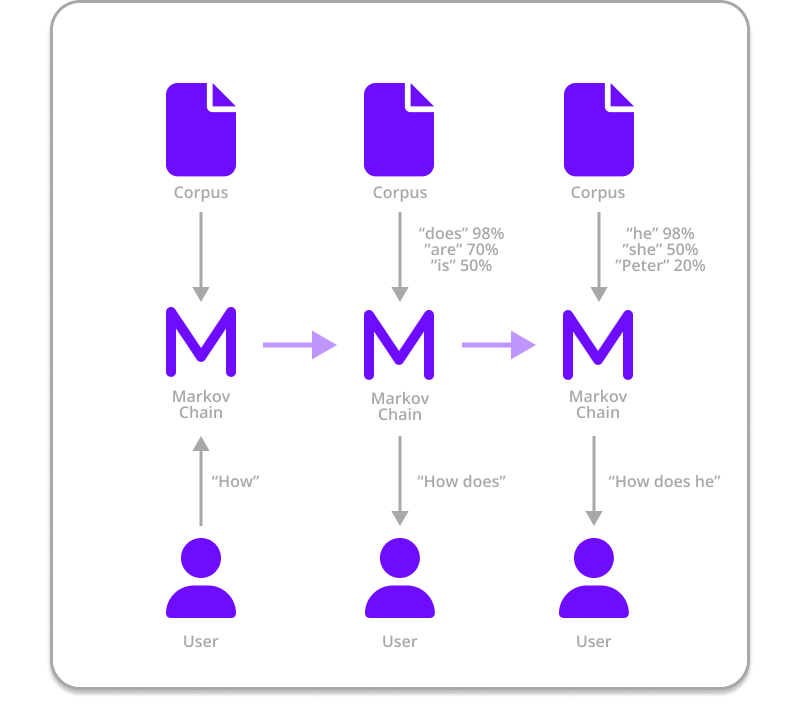 Corpus
Corpus
Corpus
“does” 98%
”are” 70%
”is” 50%
“he” 98%
”she” 50%
”Peter” 20%
Markov
Chain
Markov
Chain
Markov
Chain
“How”
“How does”
“How does he”
User
User
User